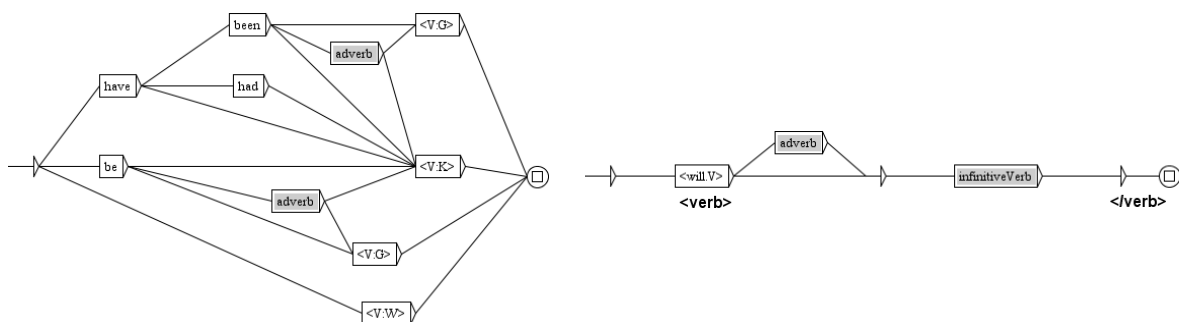 been
<V:G>
adverb
have
had
be
<V:K>
adverb
<V:G>
<V:W>
adverb
<will.V>
infinitiveVerb
<verb>
</verb>